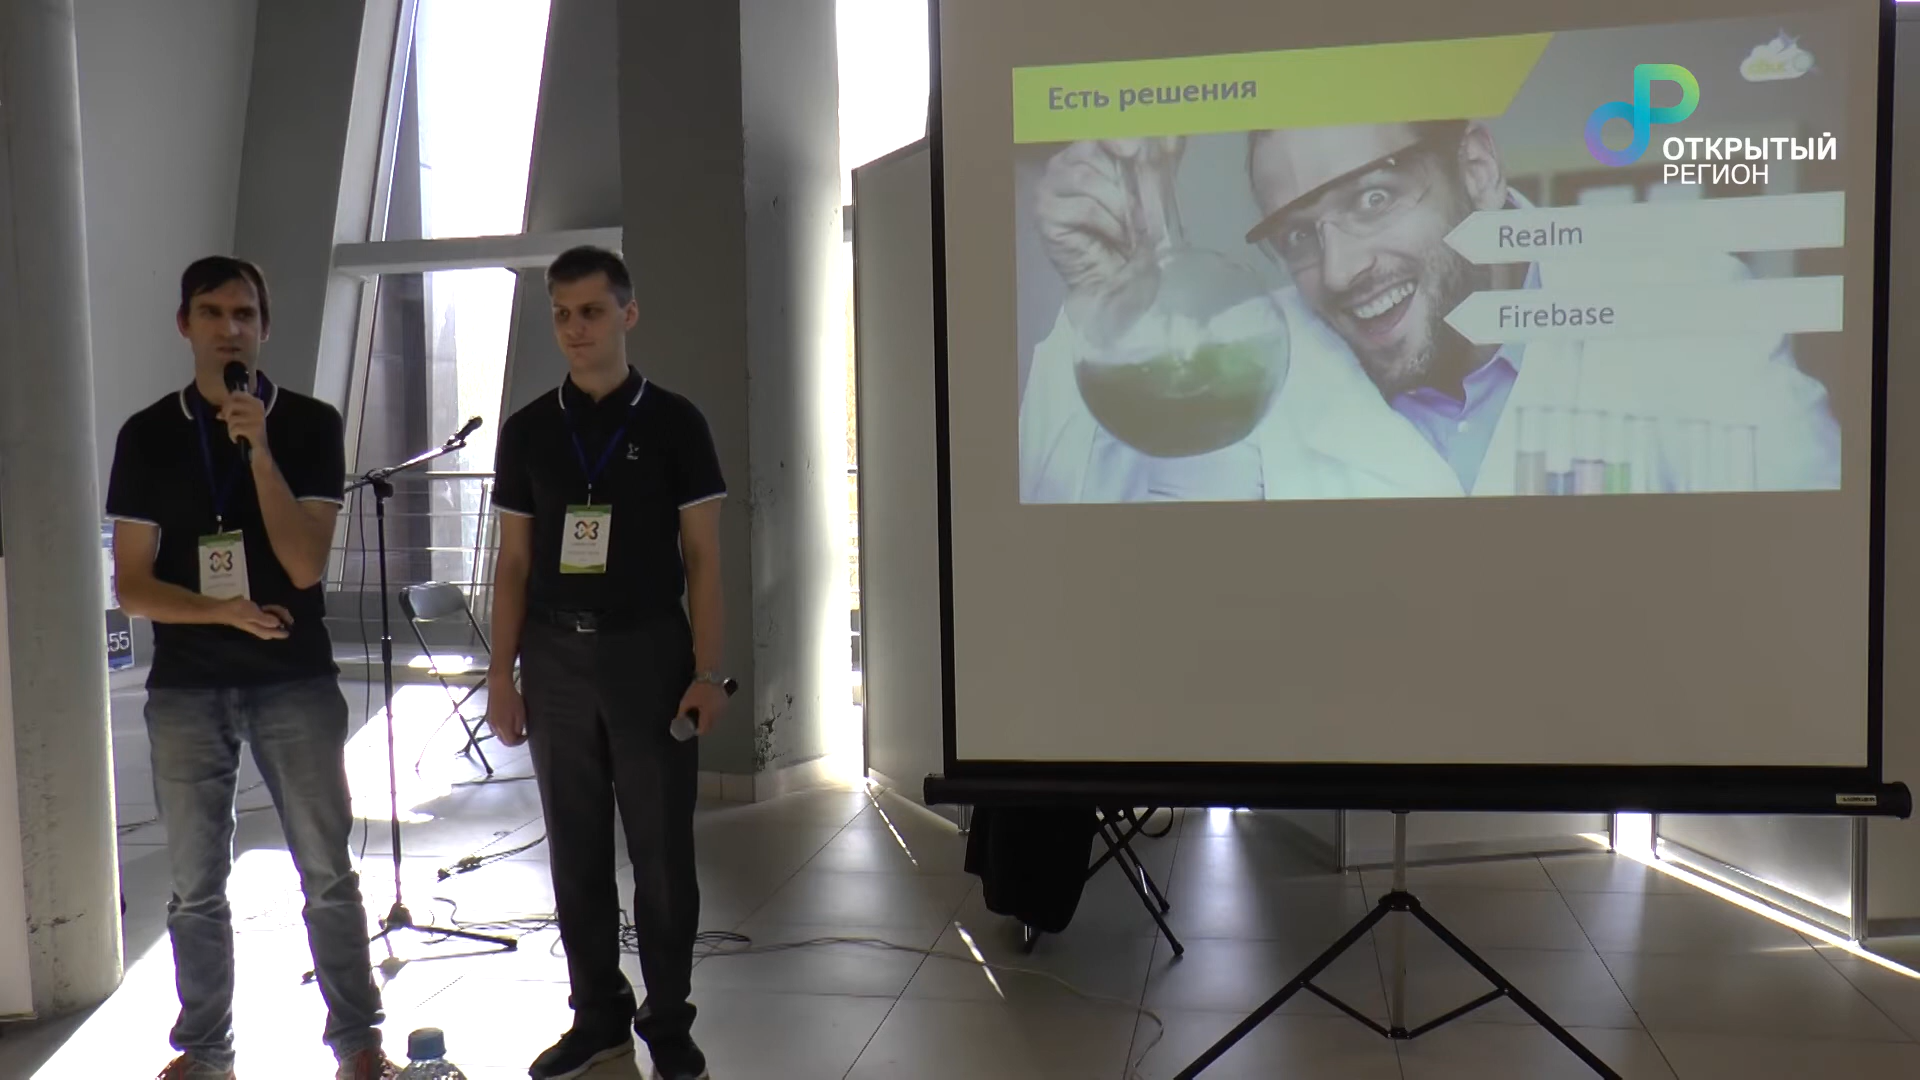 Есть решения
ОТКРЫТЫЙ
РЕГИОН
Realm
Firebase
.55